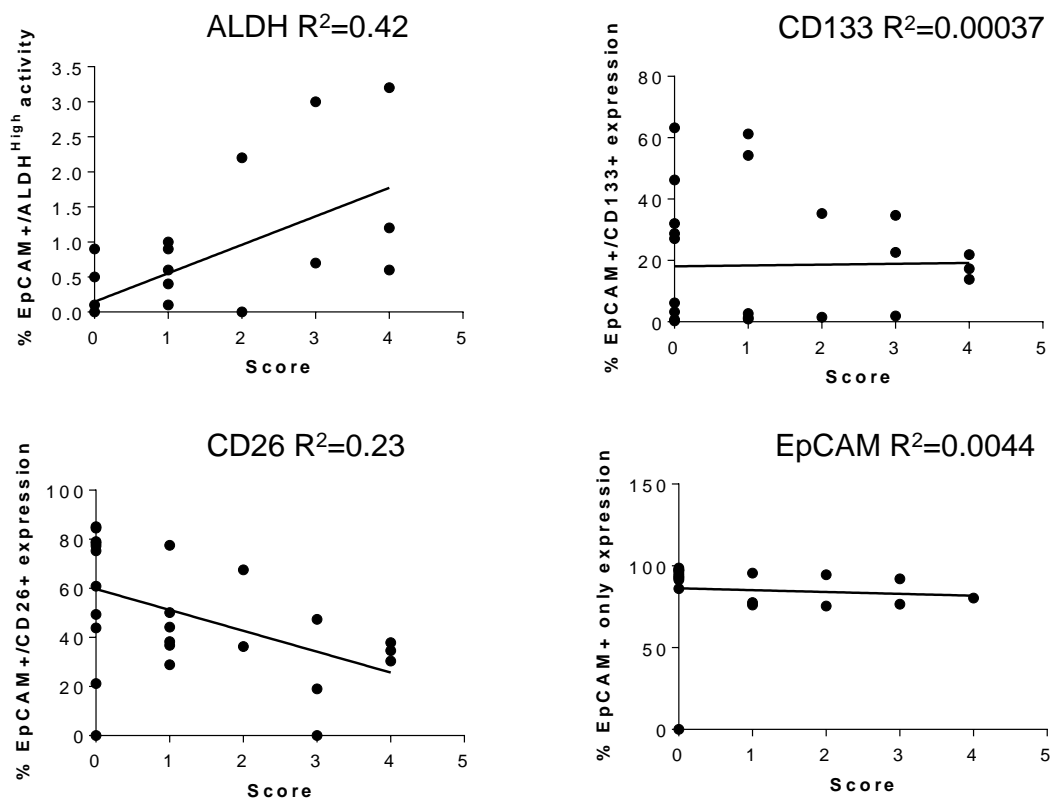 ALDH R²=0.42
% EpCAM+/ALDH^High activity
3.5
3.0
2.5
2.0
1.5
1.0
0.5
0.0
0 1 2 3 4 5
Score
CD133 R²=0.00037
% EpCAM+/CD133+ expression
80
60
40
20
0
0 1 2 3 4 5
Score
CD26 R²=0.23
% EpCAM+/CD26+ expression
100
80
60
40
20
0
0 1 2 3 4 5
Score
EpCAM R²=0.0044
% EpCAM+ only expression
150
100
50
0
0 1 2 3 4 5
Score